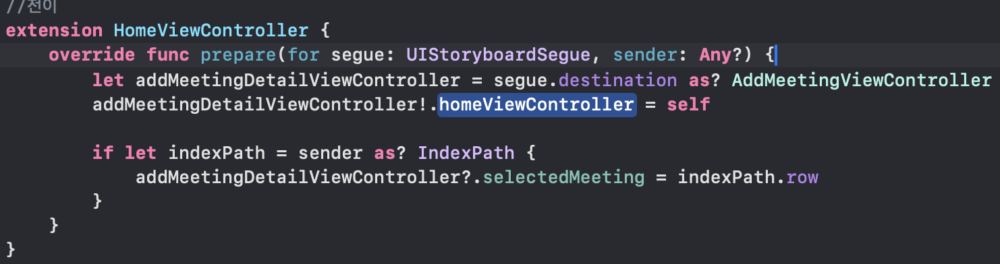 //전이
extension HomeViewController {
override func prepare(for segue: UIStoryboardSegue, sender: Any?) {
let addMeetingDetailViewController = segue.destination as? AddMeetingViewController
addMeetingDetailViewController!.homeViewController = self
if let indexPath = sender as? IndexPath {
addMeetingDetailViewController?.selectedMeeting = indexPath.row
}
}
}